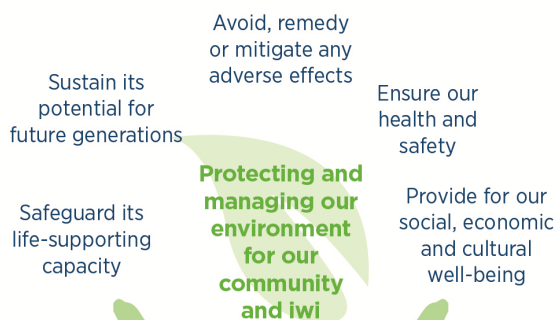 Avoid, remedy
or mitigate any
adverse effects
Sustain its
potential for
future generations
Ensure our
health and
safety
Safeguard its
life-supporting
capacity
Protecting and
managing our
environment
for our
community
and iwi
Provide for our
social, economic
and cultural
well-being